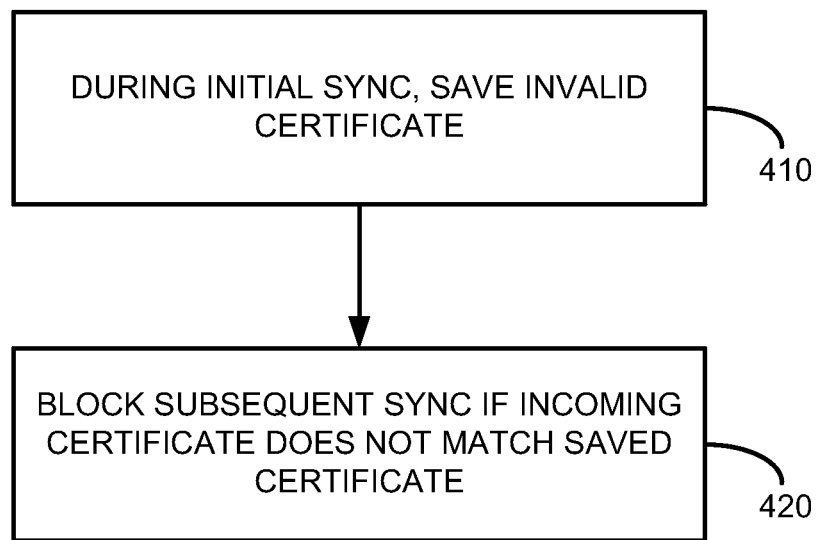 DURING INITIAL SYNC, SAVE INVALID
CERTIFICATE
410
BLOCK SUBSEQUENT SYNC IF INCOMING
CERTIFICATE DOES NOT MATCH SAVED
CERTIFICATE
420